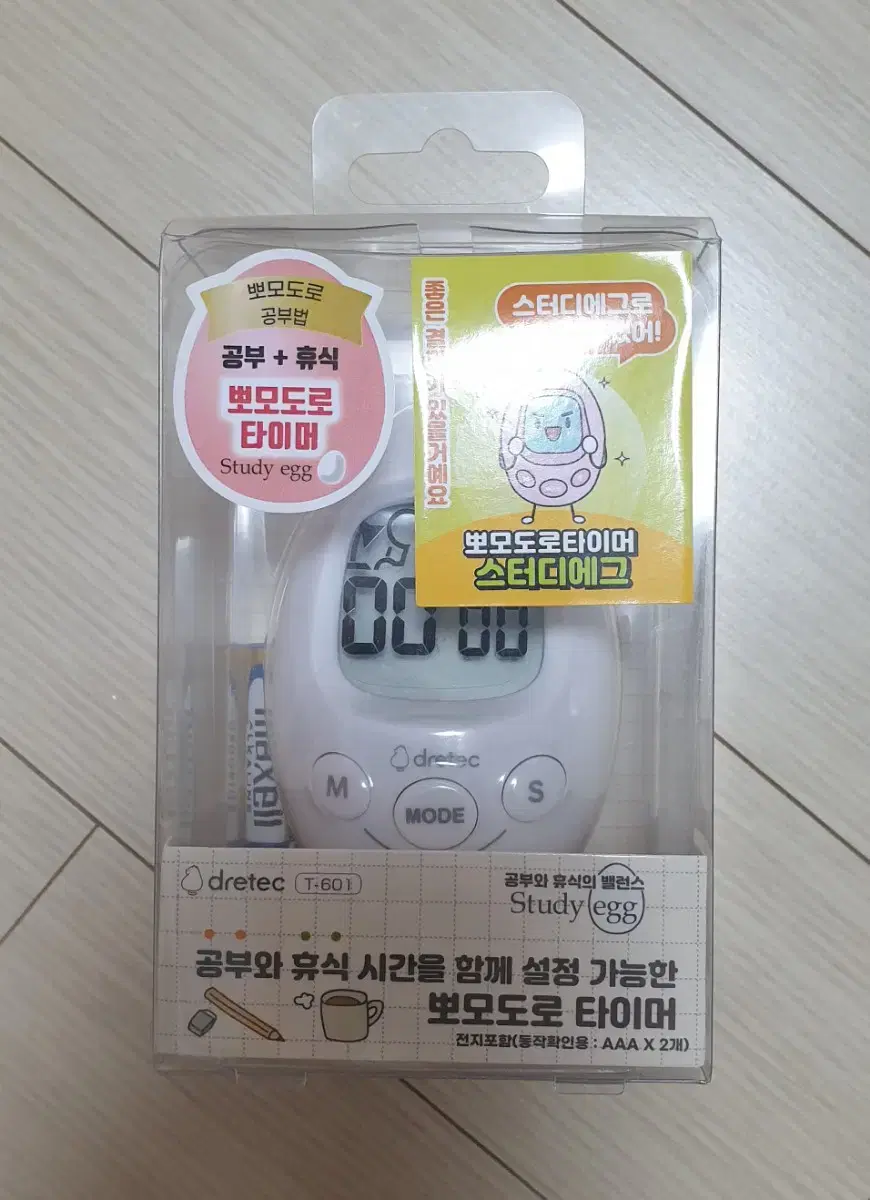 뽀모도로
공부법
공부 + 휴식
뽀모도로
타이머
Study egg
스터디에그로
있어!
뽀모도로타이머
스터디에그
00 00
maxell
ALKALINE
dretec
M
MODE
S
dretec T-601
공부와 휴식의 밸런스
Study egg
공부와 휴식 시간을 함께 설정 가능한
뽀모도로 타이머
전지포함(동작확인용 : AAA X 2개)